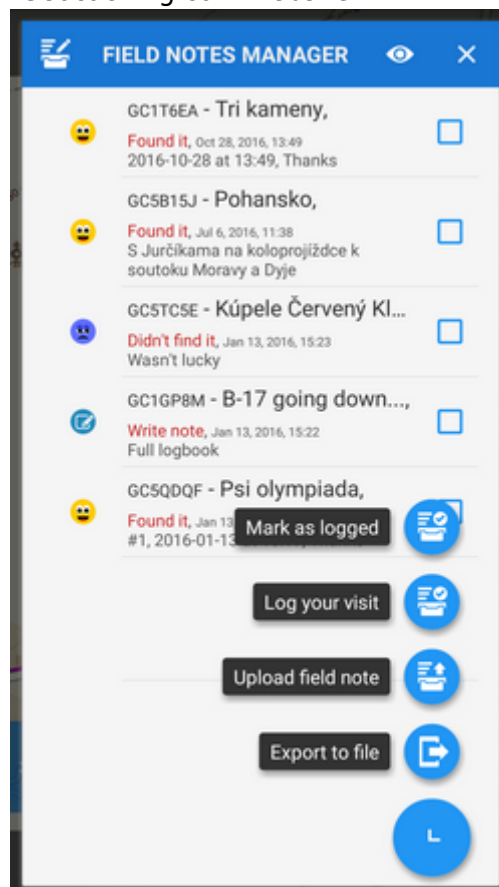 FIELD NOTES MANAGER
GC1T6EA - Tri kameny,
Found it, Oct 28, 2016, 13:49
2016-10-28 at 13:49, Thanks
GC5B15J - Pohansko,
Found it, Jul 6, 2016, 11:38
S Jurčíkama na koloprojíždce k
soutoku Moravy a Dyje
GC5TC5E - Kúpele Červený Kl...
Didn't find it, Jan 13, 2016, 15:23
Wasn't lucky
GC1GP8M - B-17 going down...,
Write note, Jan 13, 2016, 15:22
Full logbook
GC5QDQF - Psi olympiada,
Found it, Jan 13
#1, 2016-01-13
Mark as logged
Log your visit
Upload field note
Export to file